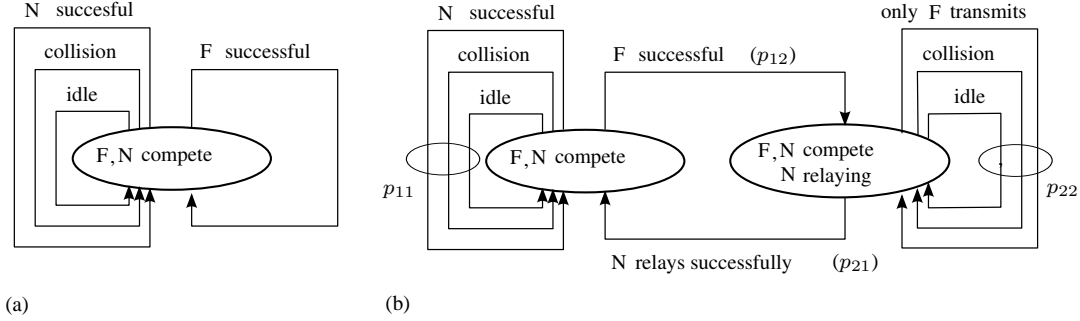 N succesful
collision
idle
F successful
F, N compete
(a)
N successful
collision
idle
F successful (p12)
only F transmits
collision
idle
F, N compete
F, N compete
N relaying
p11
p22
N relays successfully (p21)
(b)